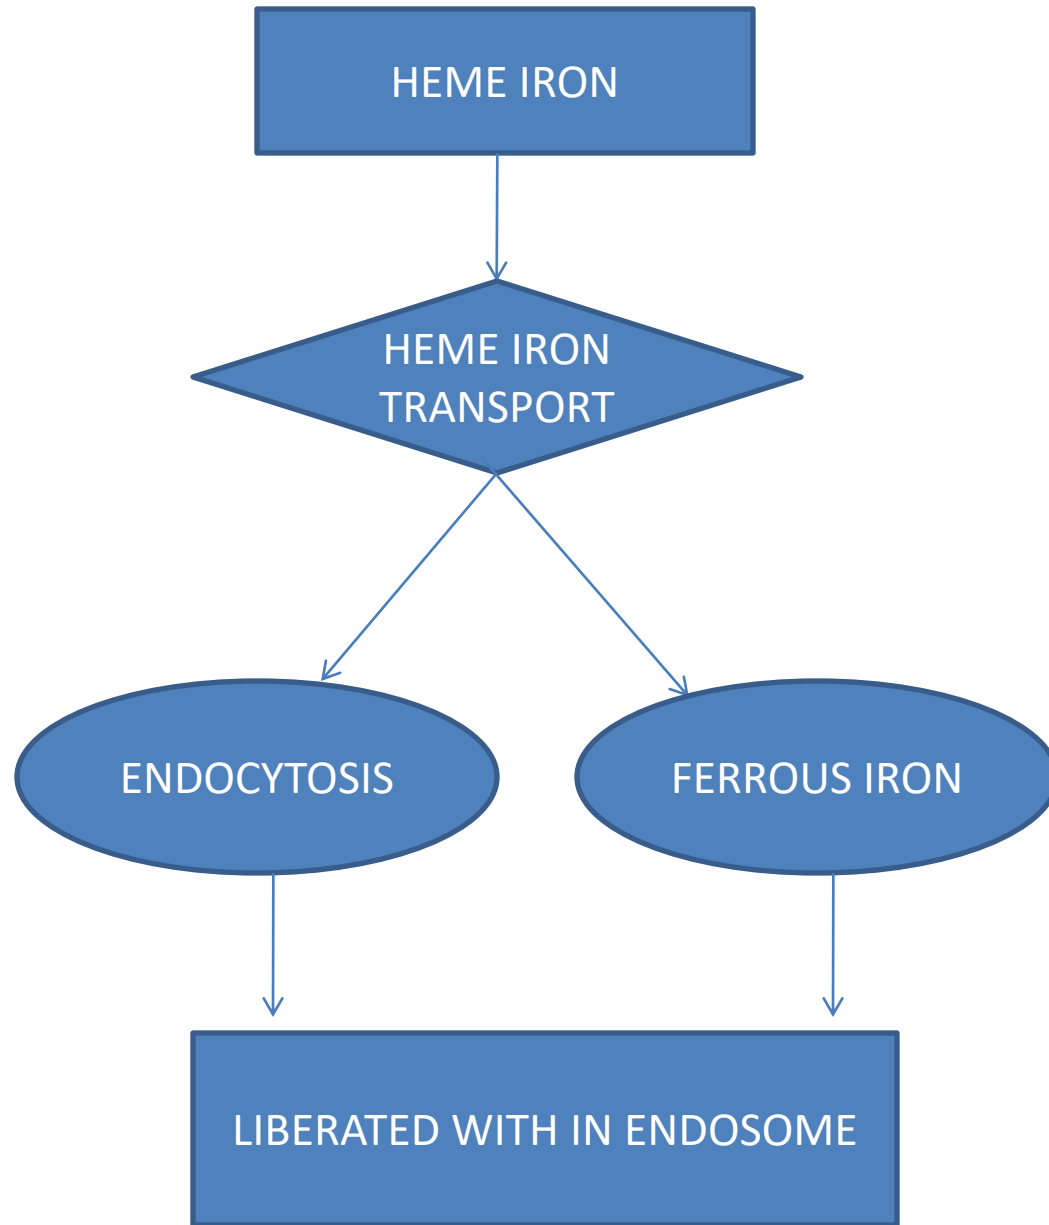 HEME IRON
HEME IRON
TRANSPORT
ENDOCYTOSIS
FERROUS IRON
LIBERATED WITH IN ENDOSOME